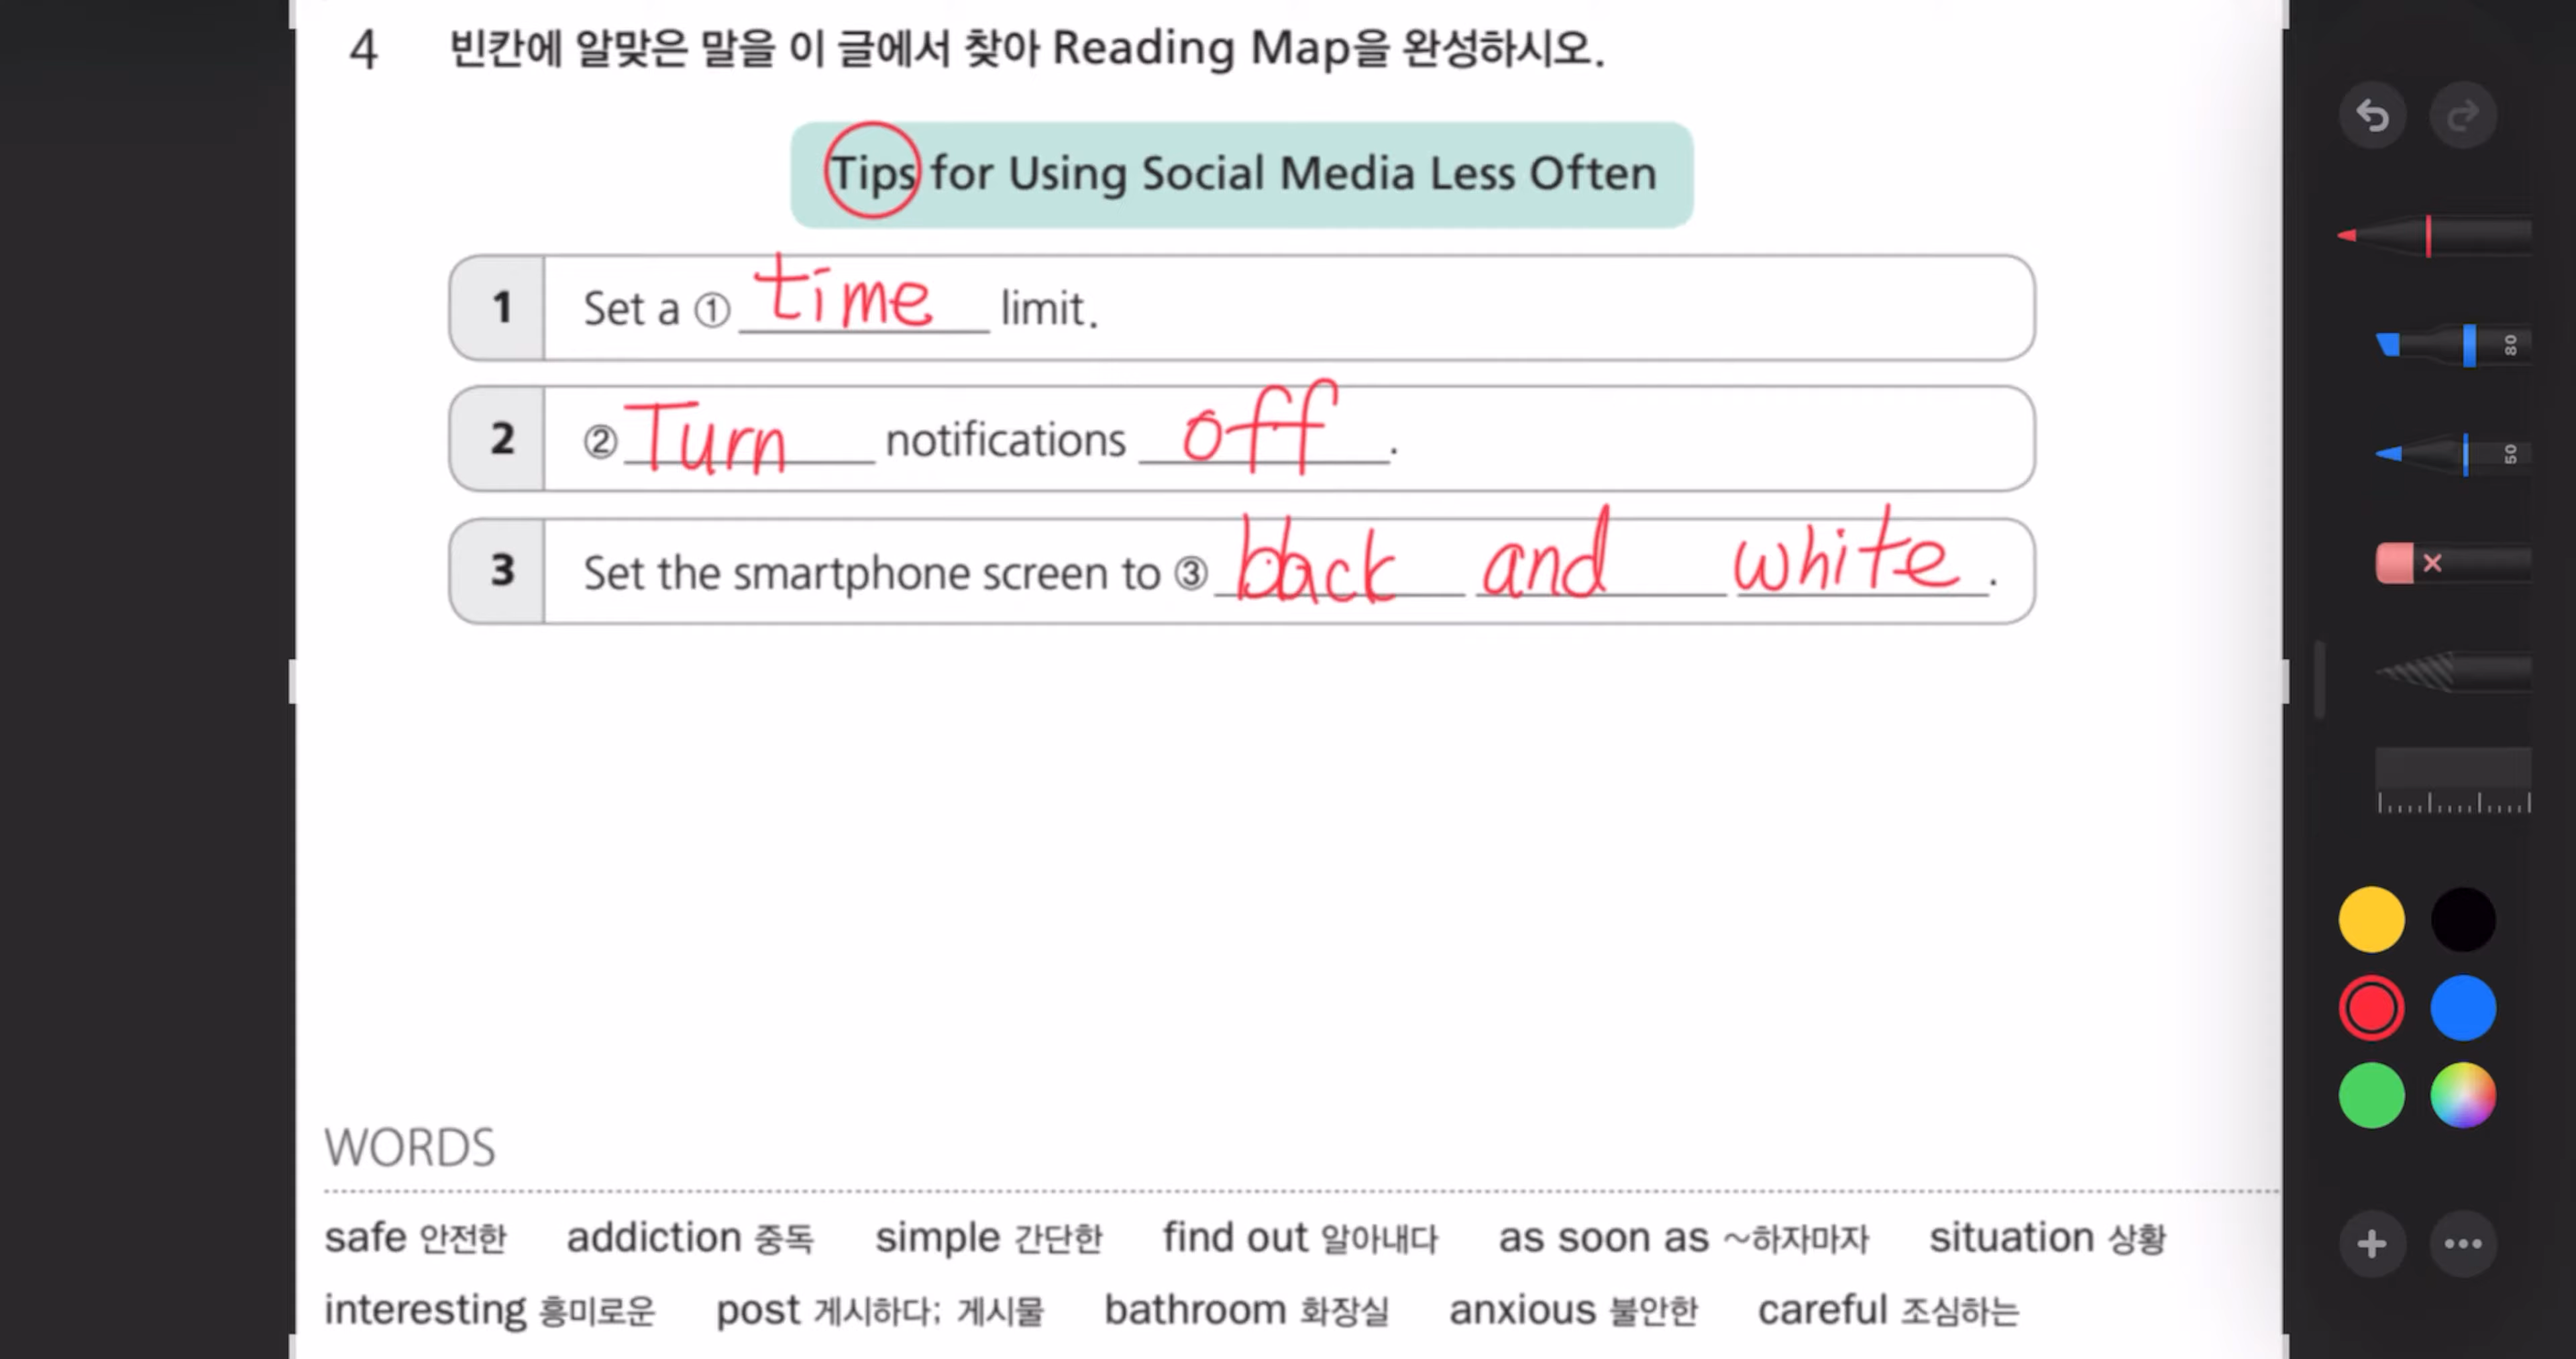 4 빈칸에 알맞은 말을 이 글에서 찾아 Reading Map을 완성하시오.
Tips for Using Social Media Less Often
1 Set a ① time limit.
2 ② Turn notifications off.
3 Set the smartphone screen to ③ and white.
80
50
WORDS
safe 안전한 addiction 중독 simple 간단한 find out 알아내다 as soon as ~하자마자 situation 상황
interesting 흥미로운 post 게시하다; 게시물 bathroom 화장실 anxious 불안한 careful 조심하는